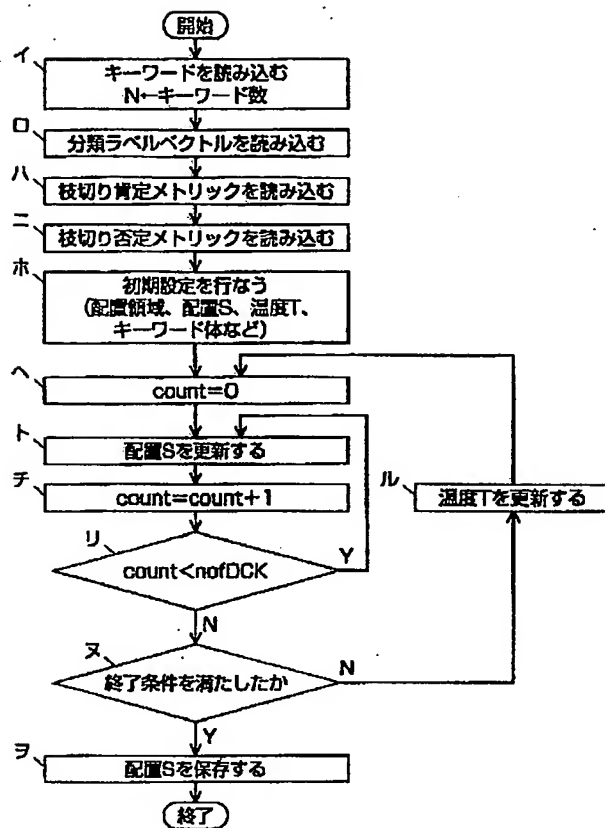 開始
イ
キーワードを読み込む
N←キーワード数
ロ
分類ラベルベクトルを読み込む
ハ
枝切り肯定メトリックを読み込む
ニ
枝切り否定メトリックを読み込む
ホ
初期設定を行なう
(配置領域、配置S、温度T、
キーワード体など)
ヘ
count=0
ト
配置Sを更新する
チ
count=count+1
ル
温度Tを更新する
リ
count<nofDCK
Y
N
ヌ
終了条件を満たしたか
N
Y
ヲ
配置Sを保存する
終了